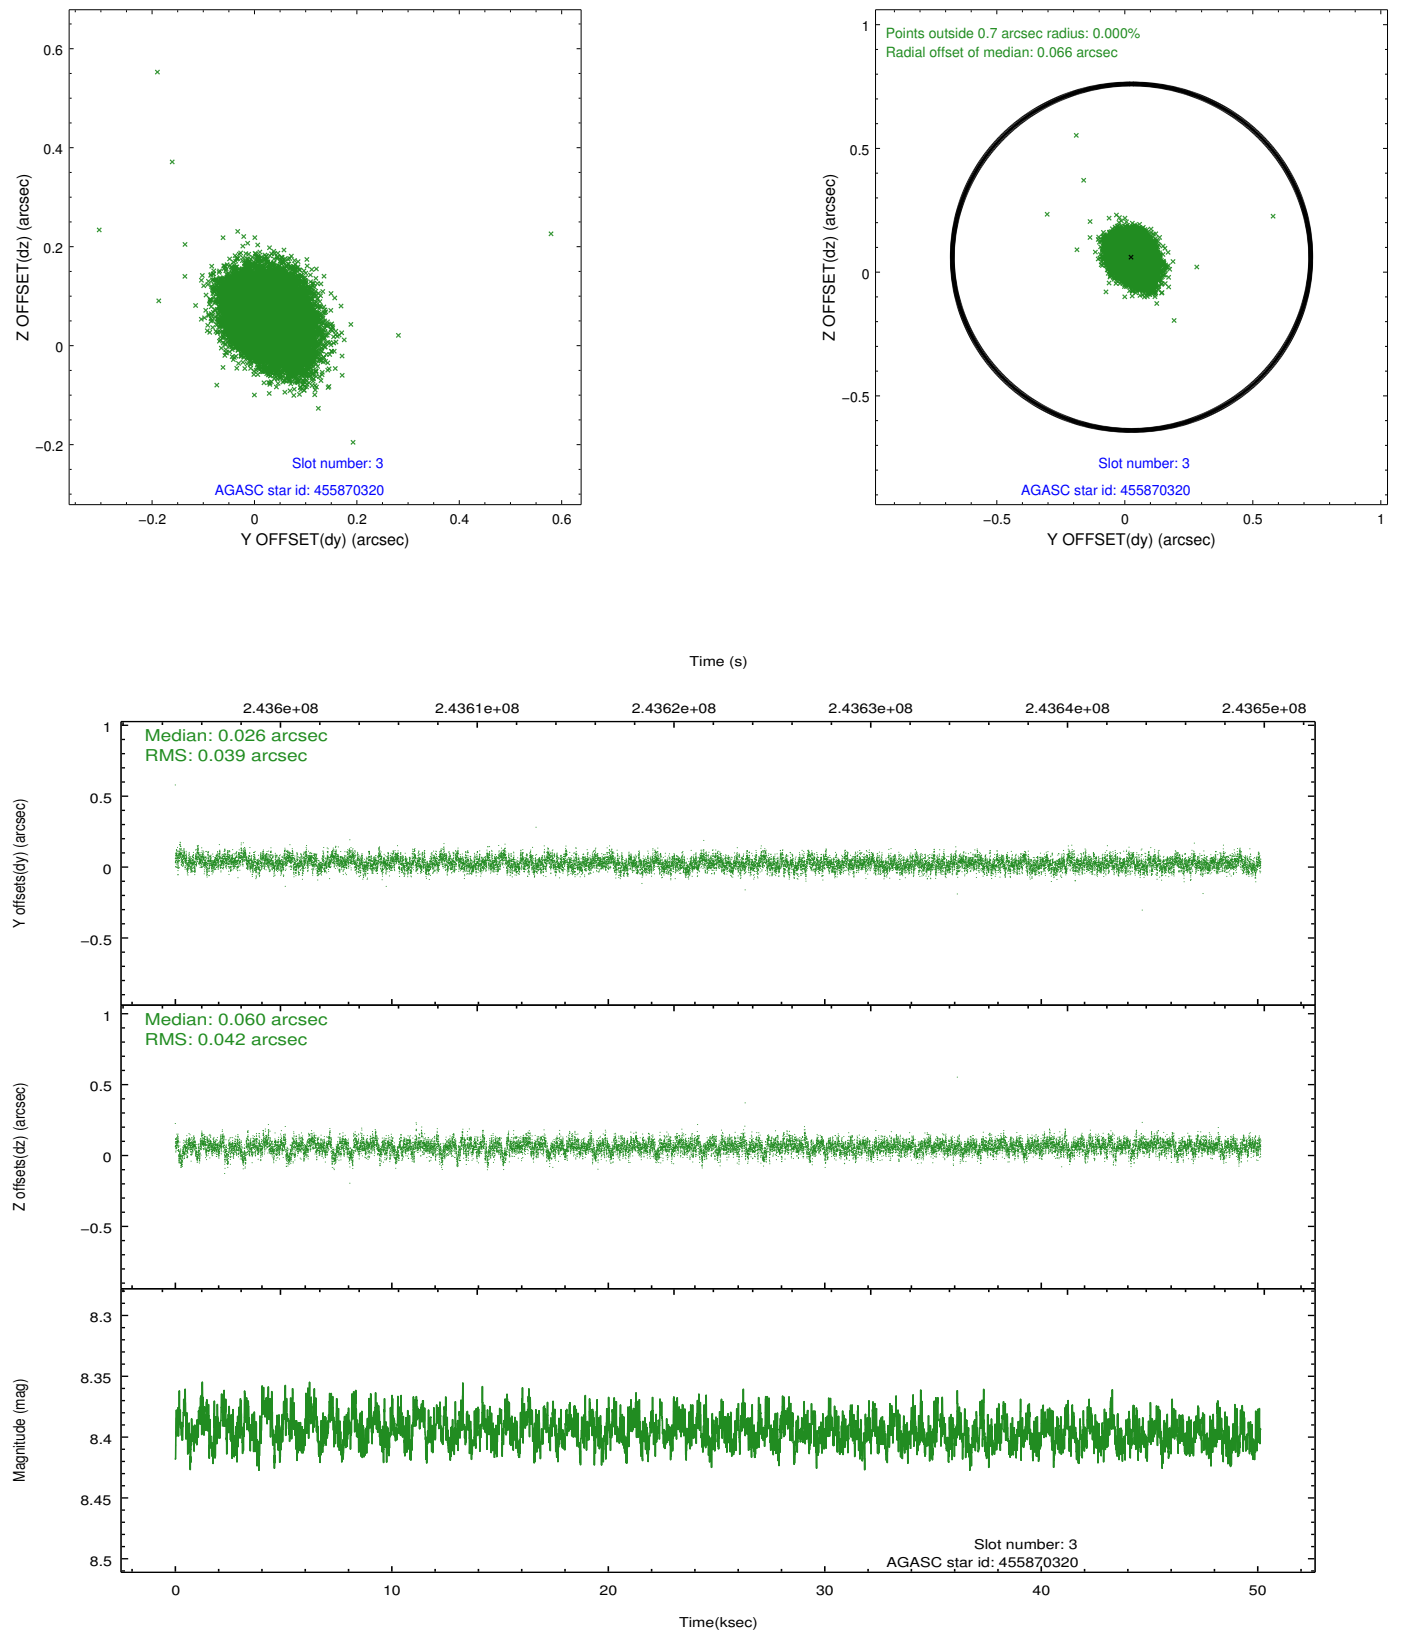 0.6
0.4
0.2
0
−0.2
Z OFFSET(dz) (arcsec)
Slot number: 3
AGASC star id: 455870320
−0.2 0 0.2 0.4 0.6
Y OFFSET(dy) (arcsec)
Points outside 0.7 arcsec radius: 0.000%
Radial offset of median: 0.066 arcsec
1
0.5
0
−0.5
Z OFFSET(dz) (arcsec)
Slot number: 3
AGASC star id: 455870320
−0.5 0 0.5 1
Y OFFSET(dy) (arcsec)
Time (s)
2.436e+08 2.4361e+08 2.4362e+08 2.4363e+08 2.4364e+08 2.4365e+08
Median: 0.026 arcsec
RMS: 0.039 arcsec
1
0.5
0
−0.5
Y offsets(dy) (arcsec)
Median: 0.060 arcsec
RMS: 0.042 arcsec
1
0.5
0
−0.5
Z offsets(dz) (arcsec)
8.3
8.35
8.4
8.45
8.5
Magnitude (mag)
Slot number: 3
AGASC star id: 455870320
0 10 20 30 40 50
Time(ksec)